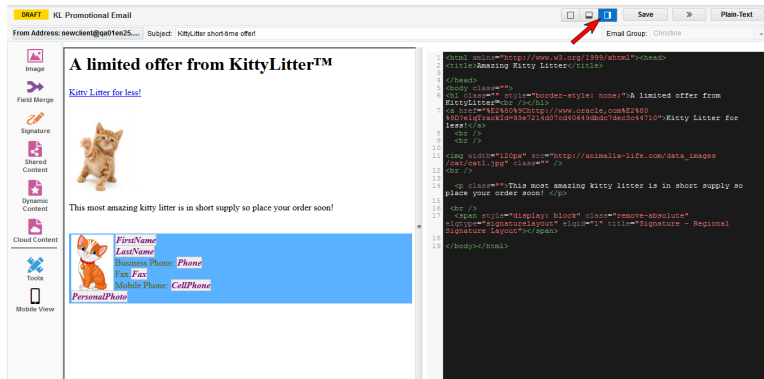 DRAFT KL Promotional Email Save » Plain-Text
From Address: newclient@qa01en25.... Subject: KittyLitter short-time offer! Email Group: Christine
Image
Field Merge
Signature
Shared
Content
Dynamic
Content
Cloud Content
Tools
Mobile View
A limited offer from KittyLitter™
Kitty Litter for less!
This most amazing kitty litter is in short supply so place your order soon!
FirstName
LastName
Business Phone: Phone
Fax Fax
Mobile Phone: CellPhone
PersonalPhoto
1 <html xmlns="http://www.w3.org/1999/xhtml"><head>
2 <title>Amazing Kitty Litter</title>
3
4 </head>
5 <body class="">
6 <h1 class="" style="border-style: none;">A limited offer from
KittyLitter™<br /></h1>
7 <a href="%E2%80%9Chttp://www.oracle,com%E2%80
%9D?elqTrackId=93e7214d07cd40649dbdc7dec3c44710">Kitty Litter for
less!</a>
8 <br />
9 <br />
10
11 <img width="120px" src="http://animalia-life.com/data_images
/cat/cat1.jpg" class="" />
12 <br />
13
14 <p class="">This most amazing kitty litter is in short supply so
place your order soon! </p>
15
16 <br />
17 <span style="display: block" class="remove-absolute"
elqtype="signaturelayout" elqid="1" title="Signature - Regional
Signature Layout"></span>
18
19 </body></html>